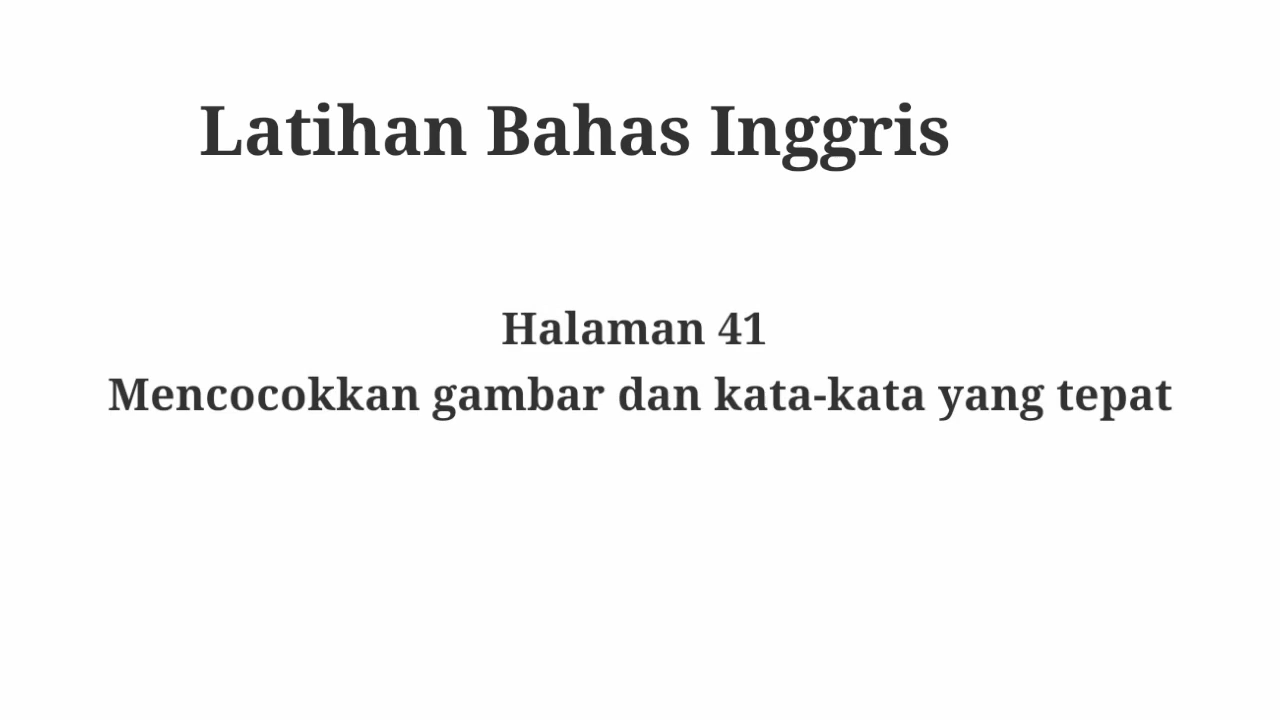 Latihan Bahas Inggris
Halaman 41
Mencocokkan gambar dan kata-kata yang tepat